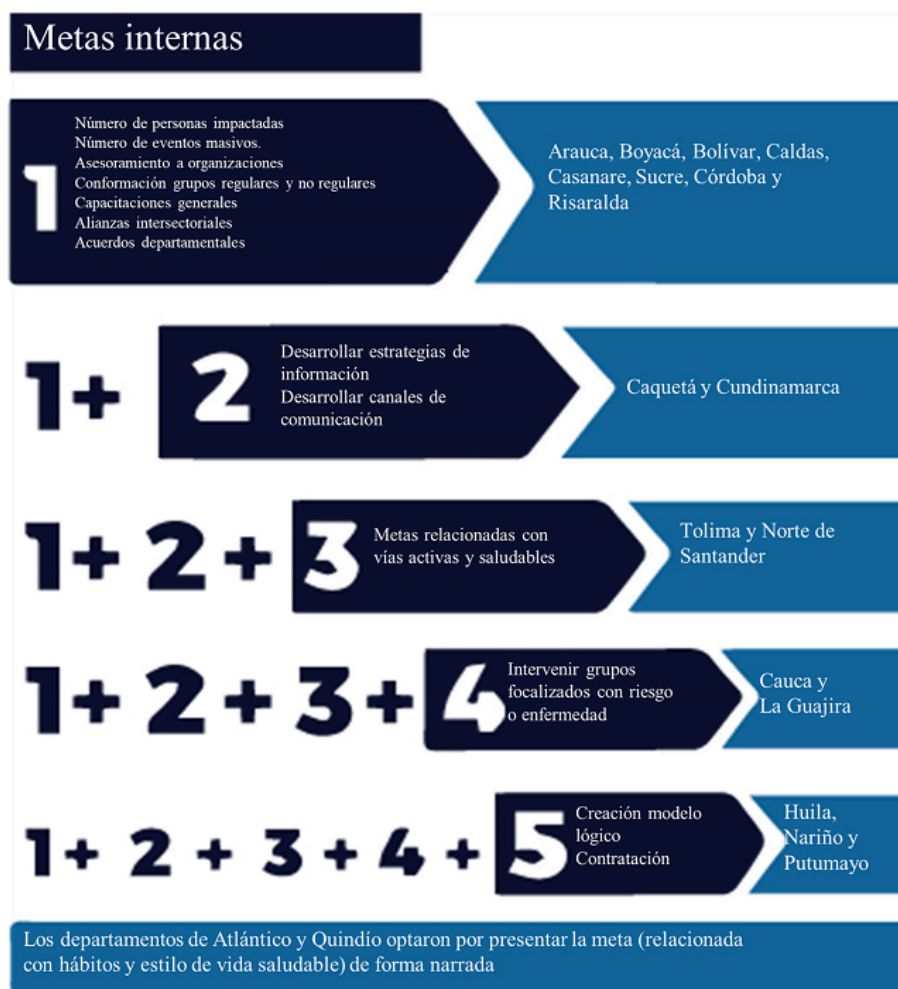 Metas internas
1
Número de personas impactadas
Número de eventos masivos.
Asesoramiento a organizaciones
Conformación grupos regulares y no regulares
Capacitaciones generales
Alianzas intersectoriales
Acuerdos departamentales
Arauca, Boyacá, Bolívar, Caldas,
Casanare, Sucre, Córdoba y
Risaralda
1+ 2
Desarrollar estrategias de
información
Desarrollar canales de
comunicación
Caquetá y Cundinamarca
1+ 2+ 3
Metas relacionadas con
vías activas y saludables
Tolima y Norte de
Santander
1+ 2+ 3+ 4
Intervenir grupos
focalizados con riesgo
o enfermedad
Cauca y
La Guajira
1+ 2 + 3+ 4 + 5
Creación modelo
lógico
Contratación
Huila,
Nariño y
Putumayo
Los departamentos de Atlántico y Quindío optaron por presentar la meta (relacionada
con hábitos y estilo de vida saludable) de forma narrada